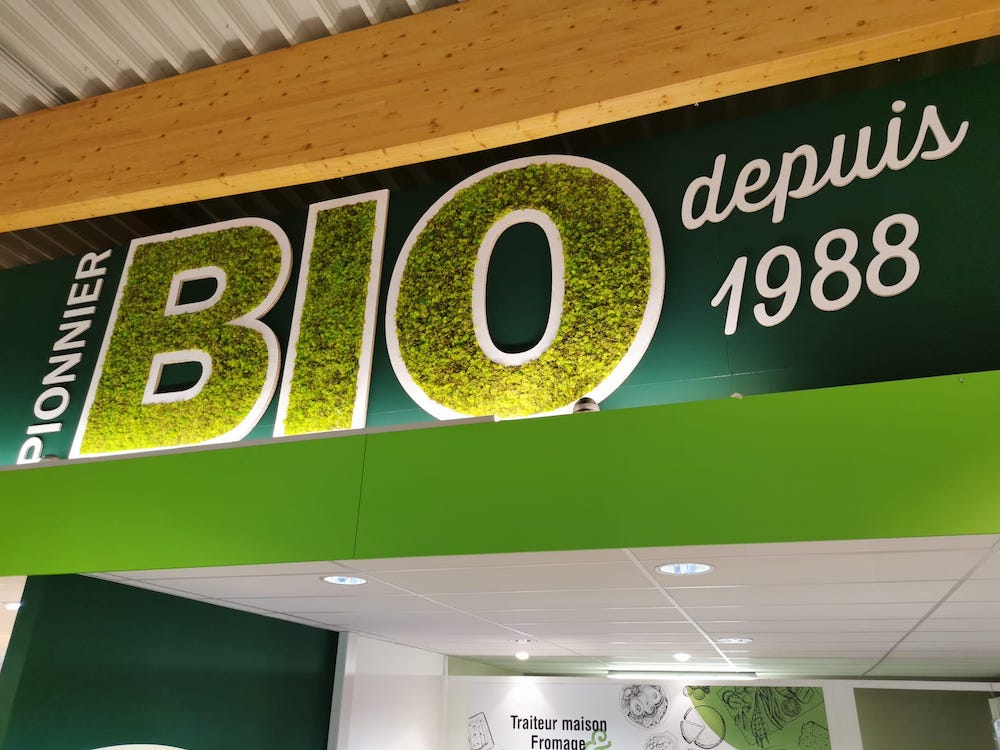 PIONNIER
BIO
depuis
1988
Traiteur maison
Fromage